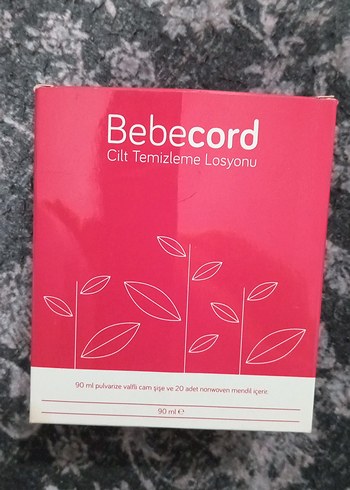 Bebecord
Cilt Temizleme Losyonu
90 ml pulvarize valfli cam şişe ve 20 adet nonwoven mendil içerir
90 ml ℮